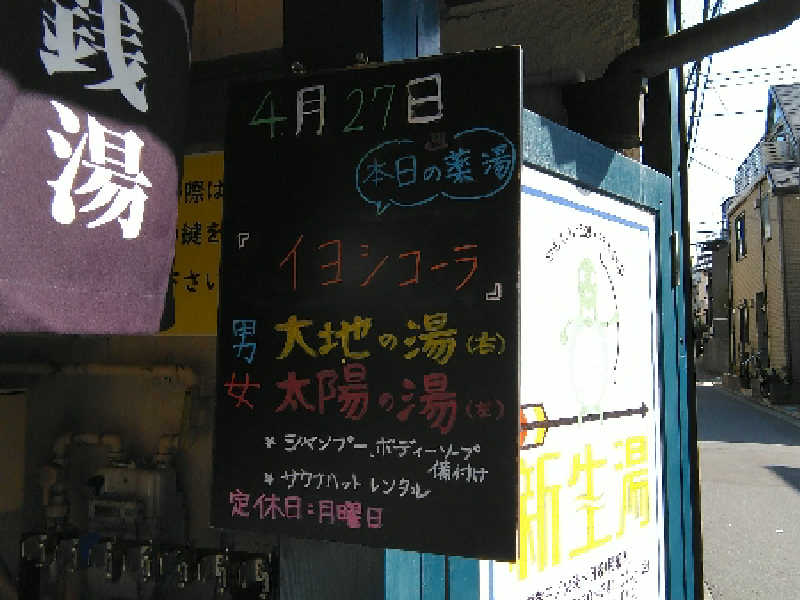 銭湯
4月27日
本日の薬湯
『イヨシコーラ』
男 大地の湯(右)
女 太陽の湯(左)
* シャンプー、ボディーソープ
備付け
* サウナハット レンタル
定休日:月曜日
際は
鍵を
さい
新生湯